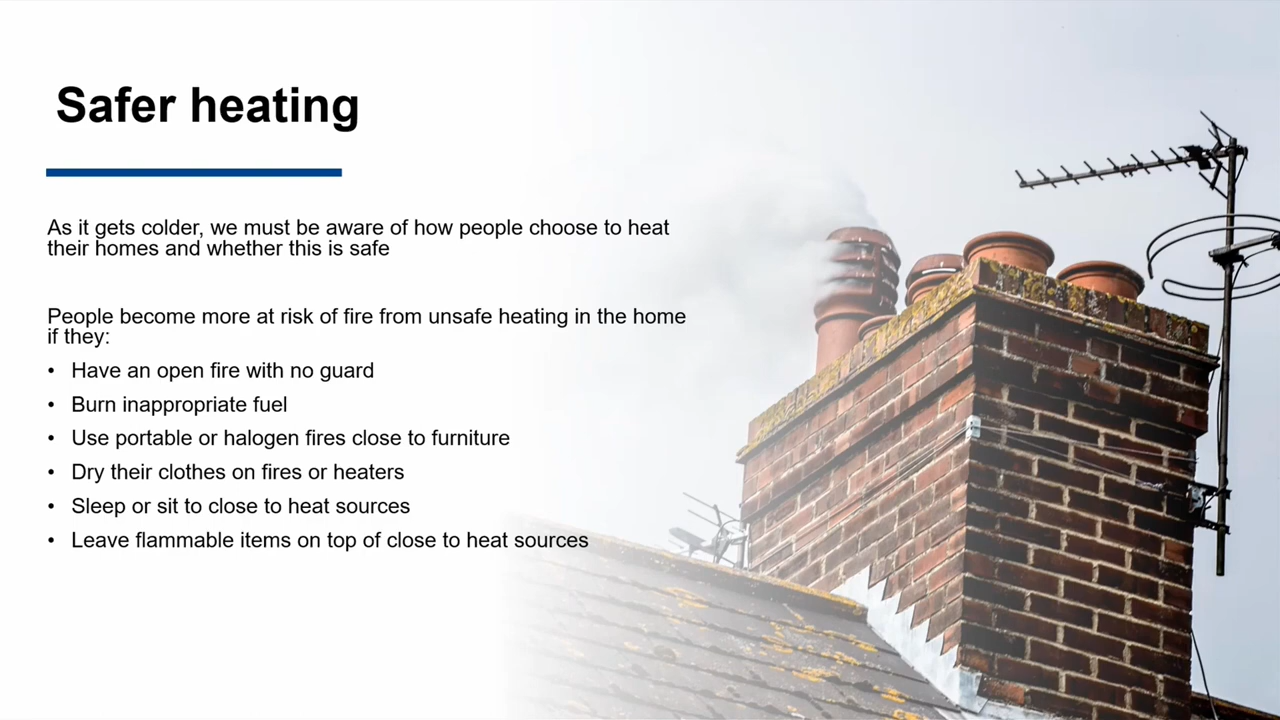 Safer heating
As it gets colder, we must be aware of how people choose to heat
their homes and whether this is safe
People become more at risk of fire from unsafe heating in the home
if they:
• Have an open fire with no guard
• Burn inappropriate fuel
• Use portable or halogen fires close to furniture
• Dry their clothes on fires or heaters
• Sleep or sit to close to heat sources
• Leave flammable items on top of close to heat sources